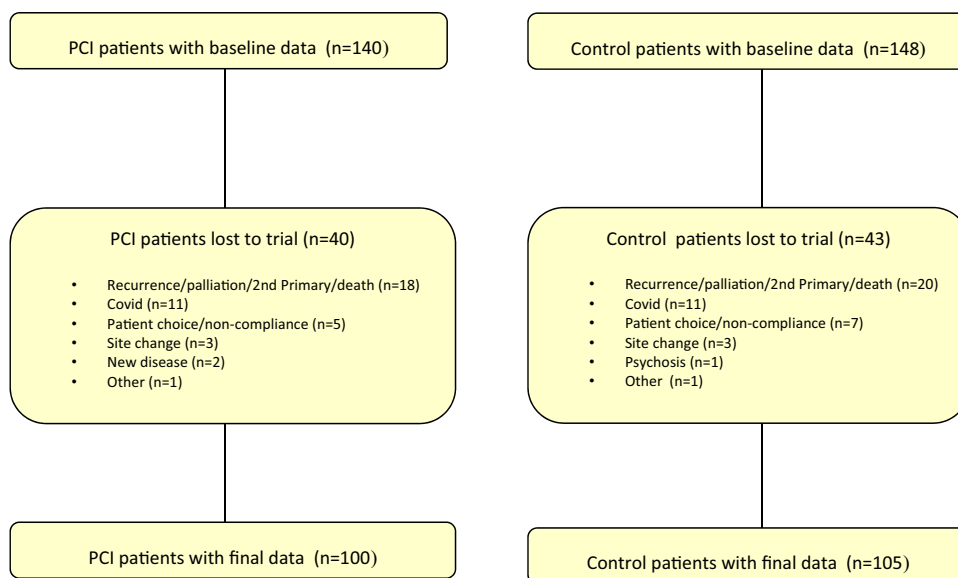 PCI patients with baseline data (n=140)
PCI patients lost to trial (n=40)
• Recurrence/palliation/2nd Primary/death (n=18)
• Covid (n=11)
• Patient choice/non-compliance (n=5)
• Site change (n=3)
• New disease (n=2)
• Other (n=1)
PCI patients with final data (n=100)
Control patients with baseline data (n=148)
Control patients lost to trial (n=43)
• Recurrence/palliation/2nd Primary/death (n=20)
• Covid (n=11)
• Patient choice/non-compliance (n=7)
• Site change (n=3)
• Psychosis (n=1)
• Other (n=1)
Control patients with final data (n=105)